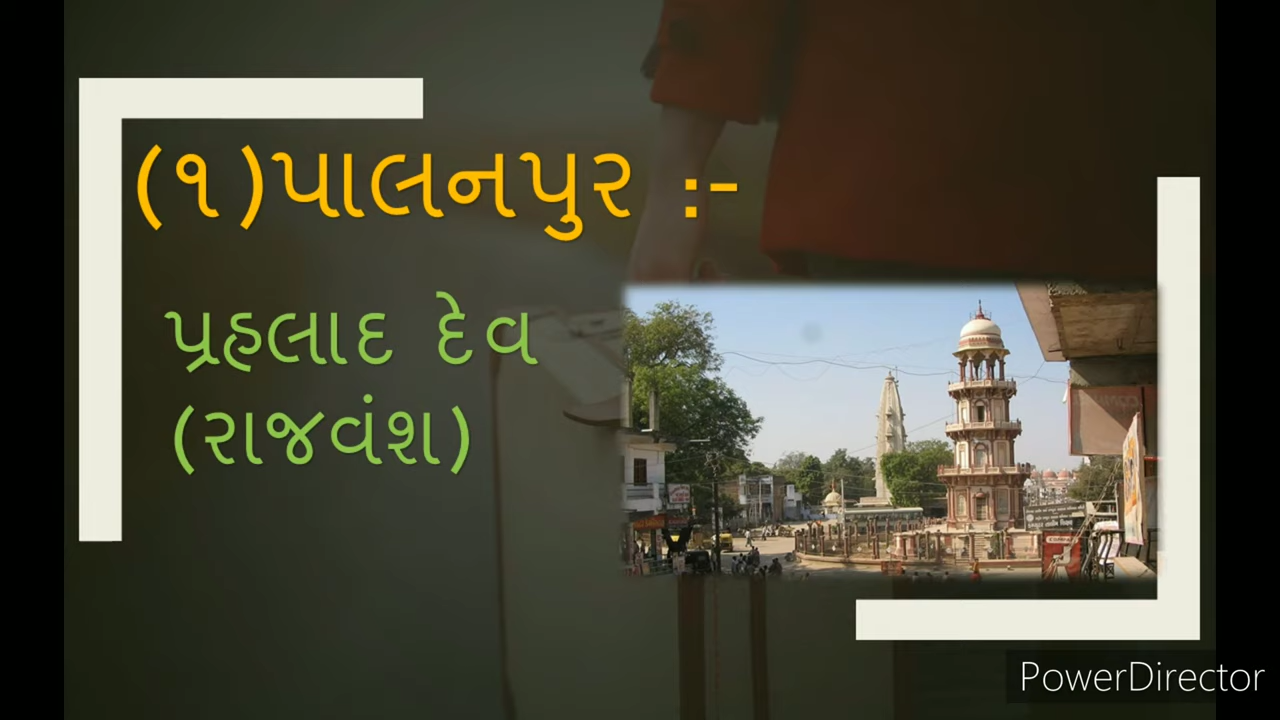 (૧)પાલનપુર :-
પ્રહલાદ દેવ
(રાજવંશ)
PowerDirector